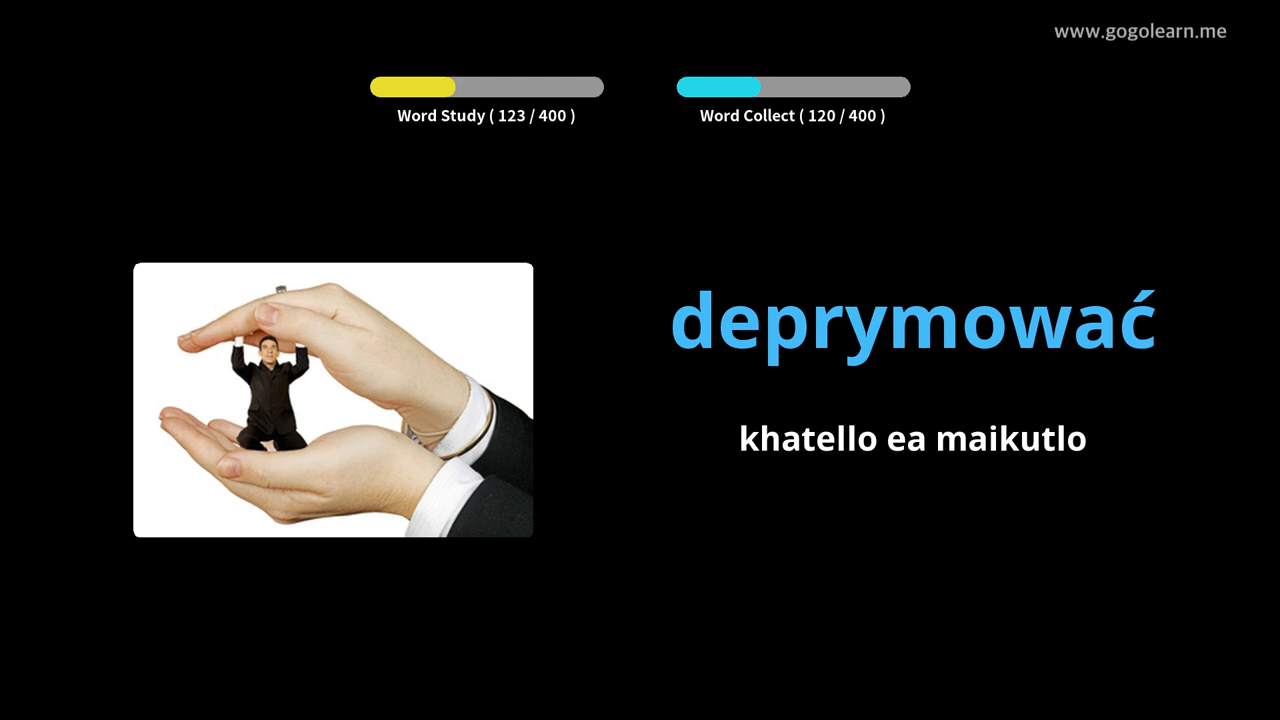 www.gogolearn.me
Word Study ( 123 / 400 )
Word Collect ( 120 / 400 )
deprymować
khatello ea maikutlo